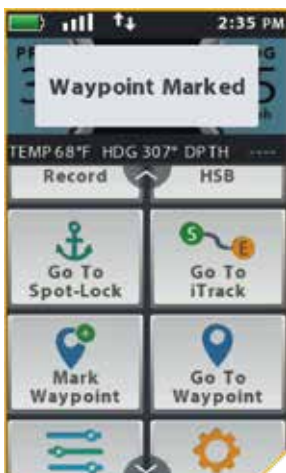 2:35 PM
Waypoint Marked
TEMP 68°F HDG 307° DPTH ----
Record
HSB
Go To
Spot-Lock
S
E
Go To
iTrack
Mark
Waypoint
Go To
Waypoint